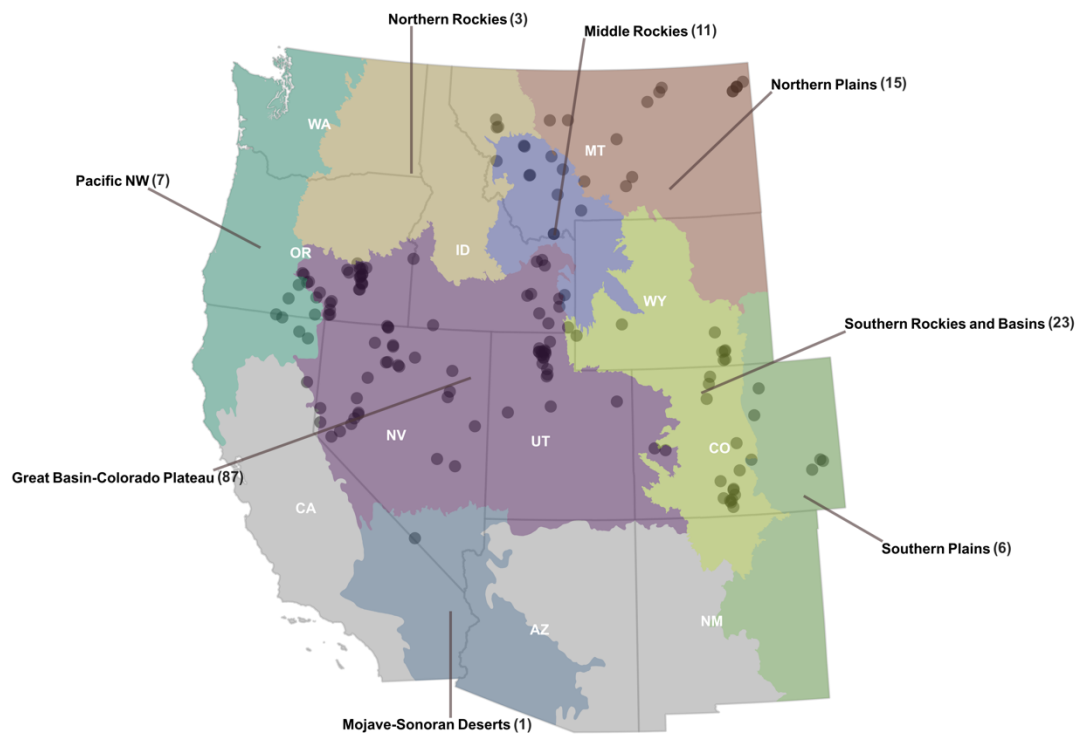 Northern Rockies (3)
Middle Rockies (11)
Northern Plains (15)
WA
MT
Pacific NW (7)
OR
ID
WY
Southern Rockies and Basins (23)
NV
UT
CO
Great Basin-Colorado Plateau (87)
CA
Southern Plains (6)
AZ
NM
Mojave-Sonoran Deserts (1)